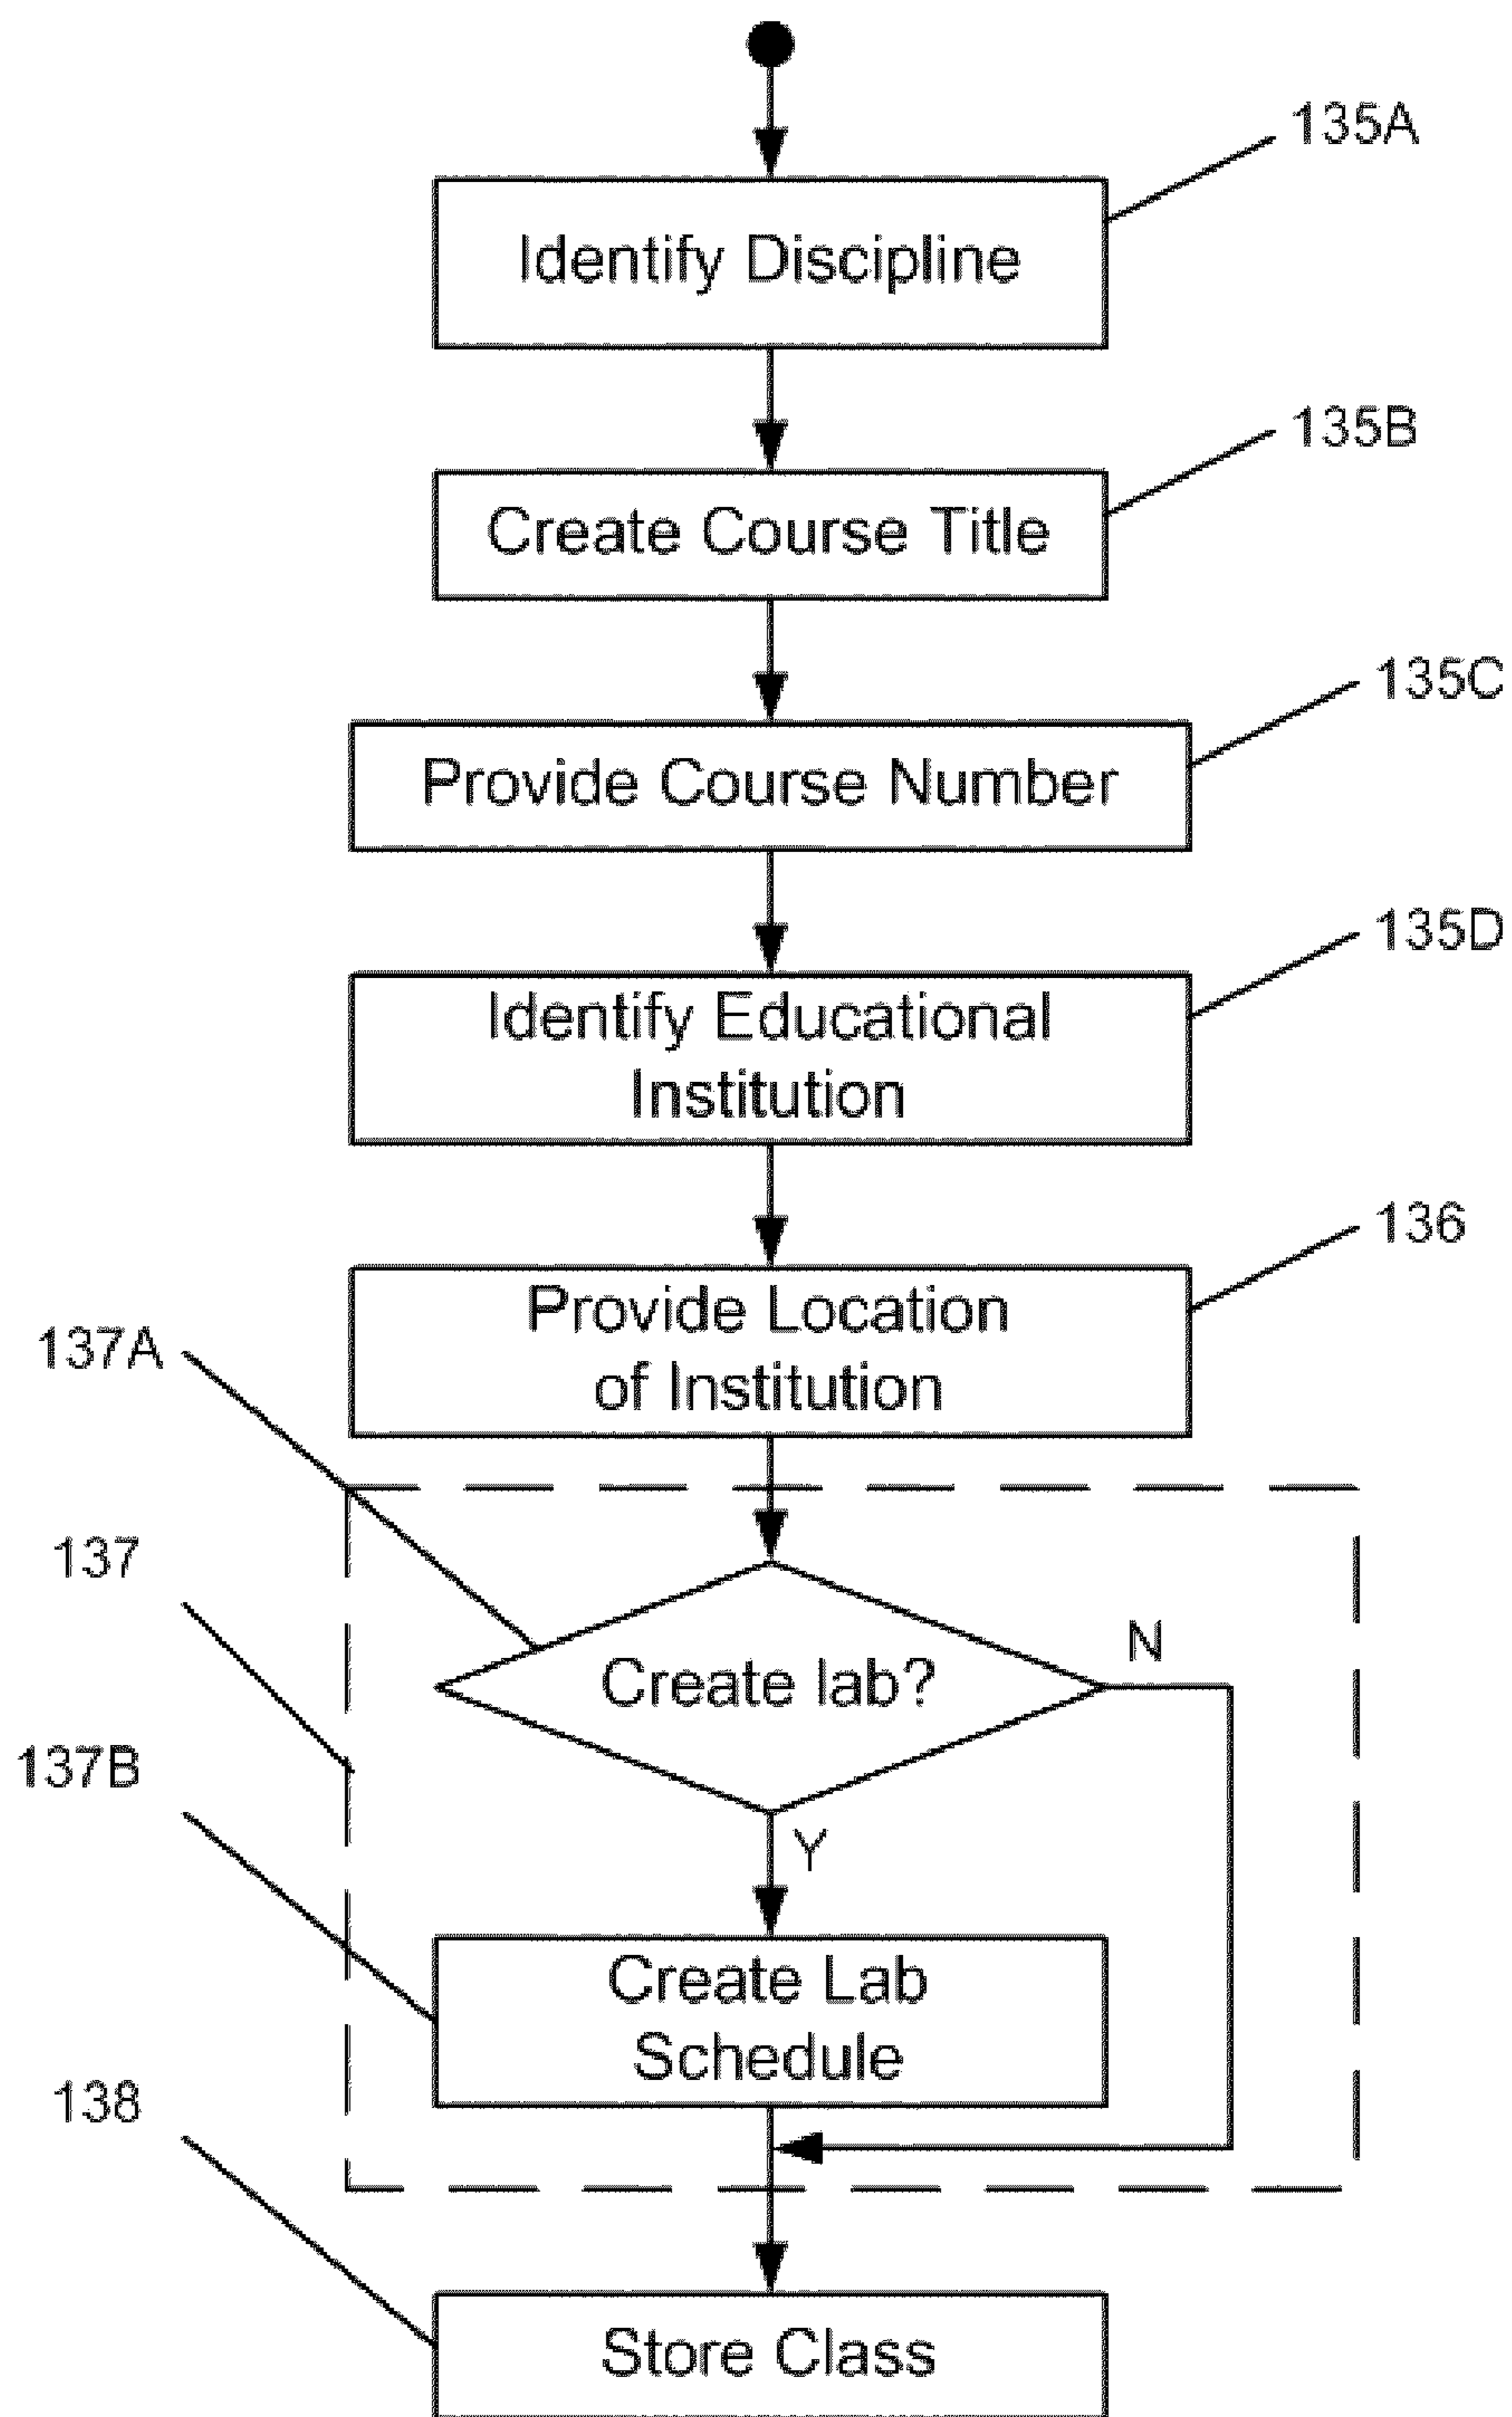 135A
Identify Discipline
135B
Create Course Title
135C
Provide Course Number
135D
Identify Educational
Institution
136
Provide Location
of Institution
137A
137
N
Create lab?
137B
Y
Create Lab
Schedule
138
Store Class